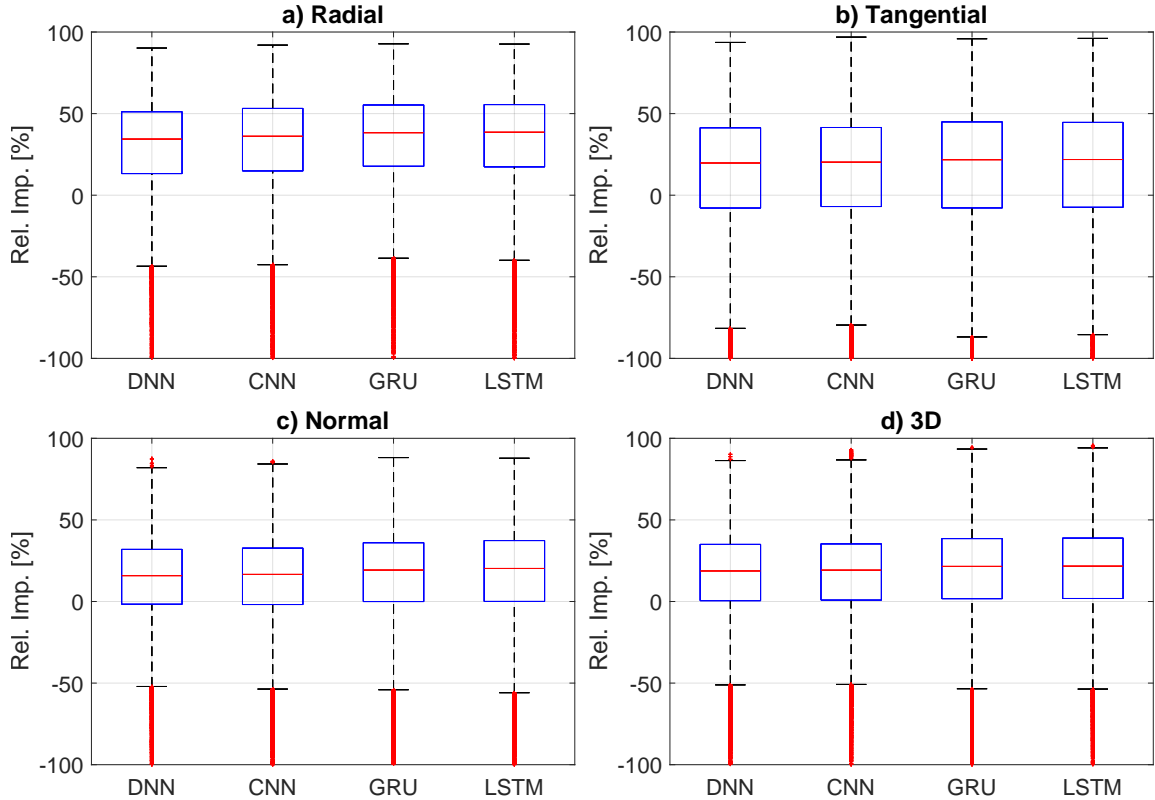 a) Radial
100
50
0
-50
-100
Rel. Imp. [%]
DNN CNN GRU LSTM
b) Tangential
100
50
0
-50
-100
Rel. Imp. [%]
DNN CNN GRU LSTM
c) Normal
100
50
0
-50
-100
Rel. Imp. [%]
DNN CNN GRU LSTM
d) 3D
100
50
0
-50
-100
Rel. Imp. [%]
DNN CNN GRU LSTM